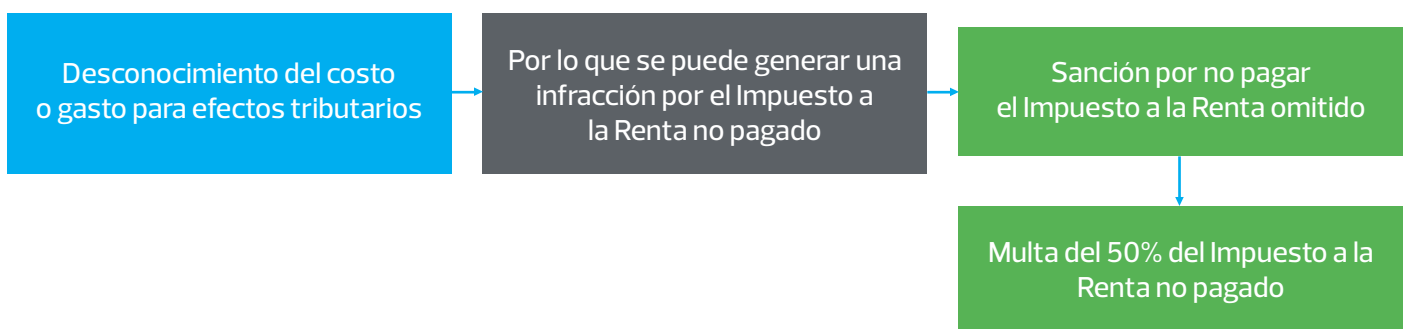 Desconocimiento del costo
o gasto para efectos tributarios
Por lo que se puede generar una
infracción por el Impuesto a
la Renta no pagado
Sanción por no pagar
el Impuesto a la Renta omitido
Multa del 50% del Impuesto a la
Renta no pagado